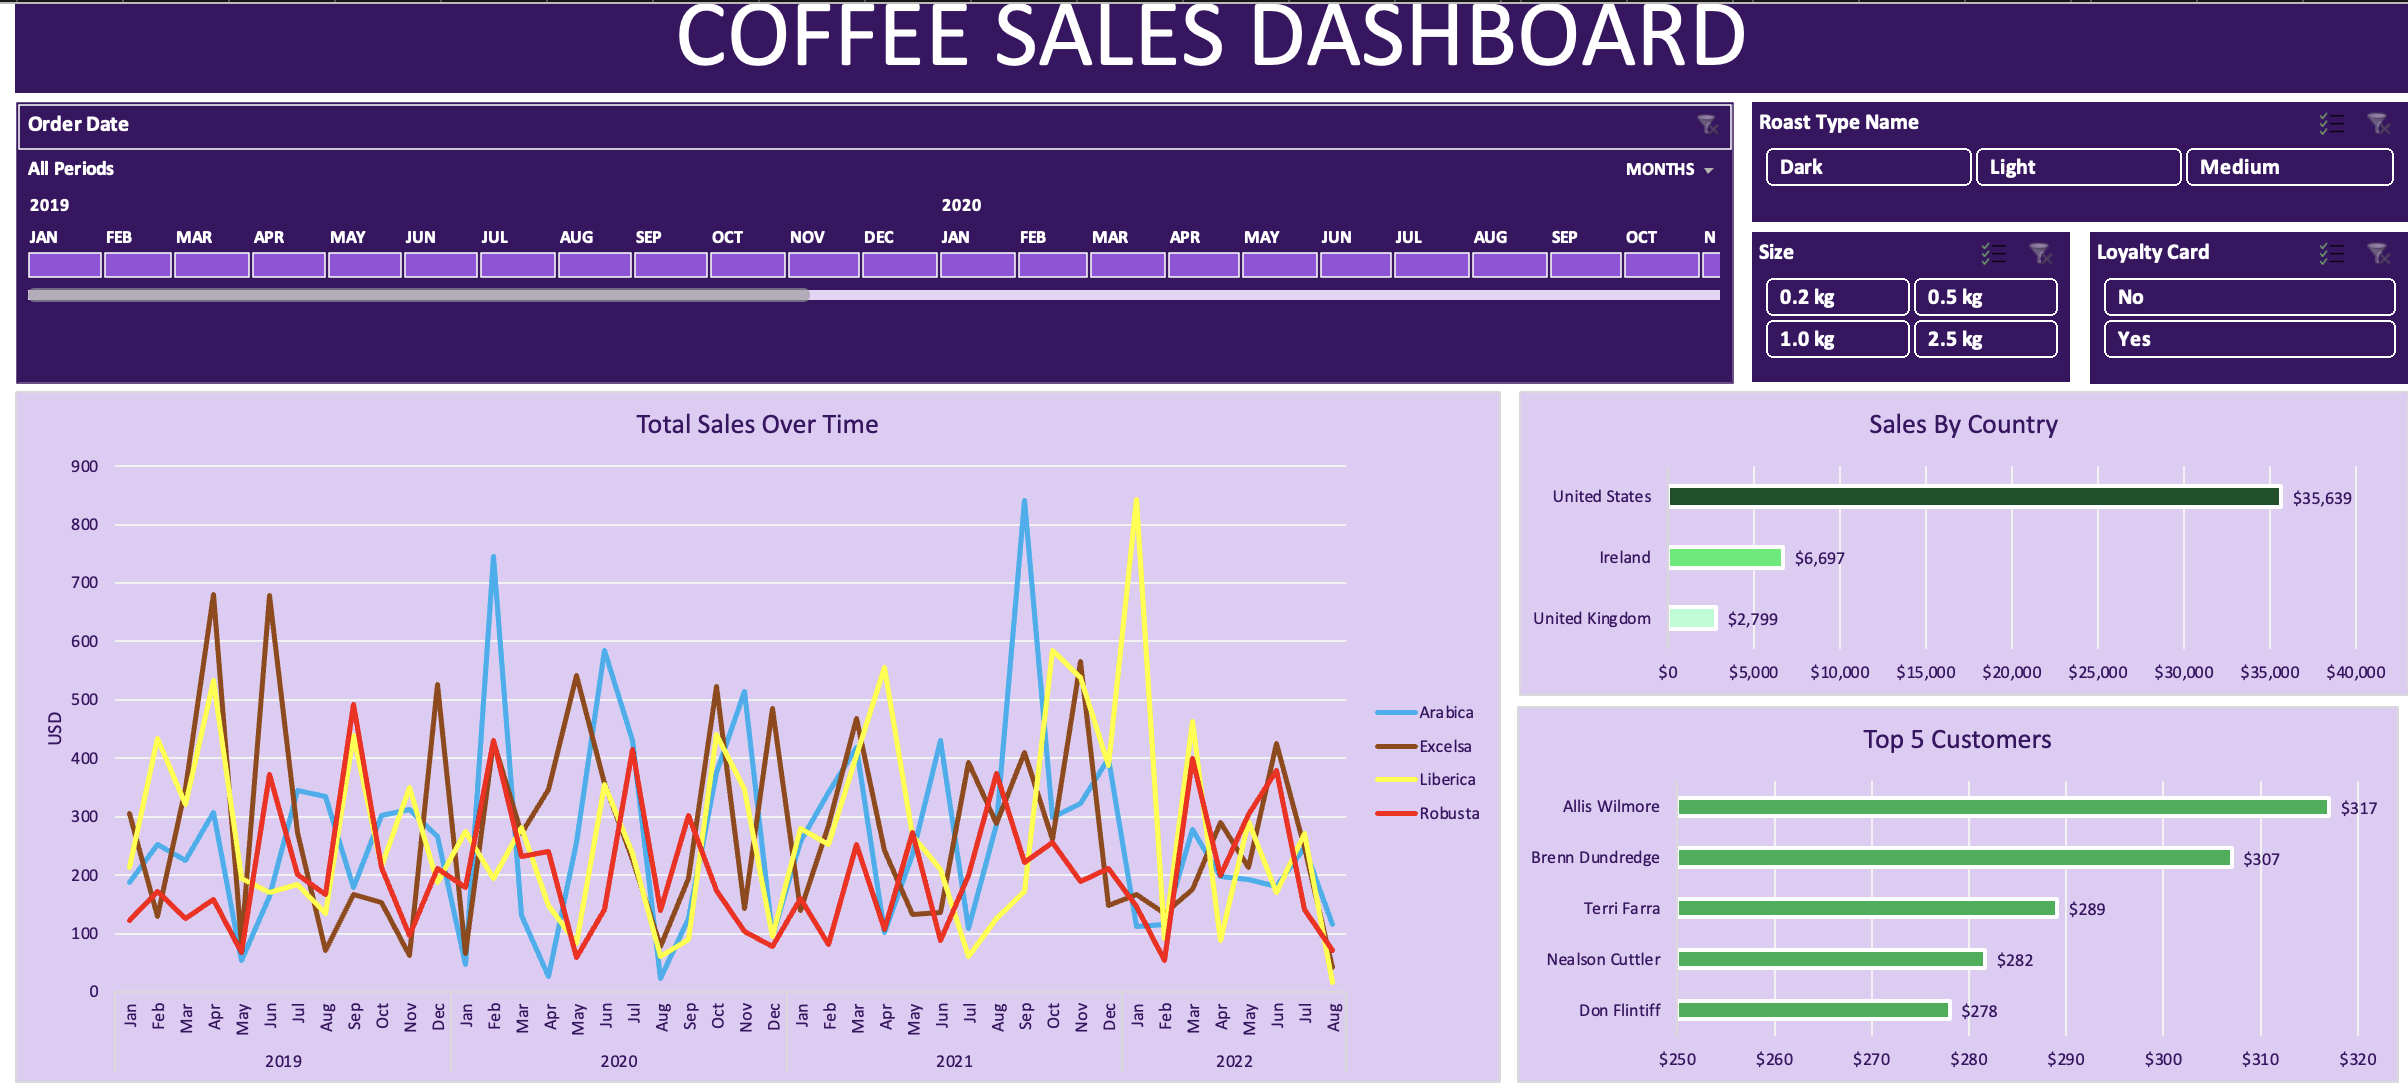 COFFEE SALES DASHBOARD
Order Date
All Periods
MONTHS
2019 2020
JAN FEB MAR APR MAY JUN JUL AUG SEP OCT NOV DEC JAN FEB MAR APR MAY JUN JUL AUG SEP OCT N
Roast Type Name
Dark Light Medium
Size
0.2 kg 0.5 kg
1.0 kg 2.5 kg
Loyalty Card
No
Yes
Total Sales Over Time
900
800
700
600
500
400
300
200
100
0
USD
Jan Feb Mar Apr May Jun Jul Aug Sep Oct Nov Dec Jan Feb Mar Apr May Jun Jul Aug Sep Oct Nov Dec Jan Feb Mar Apr May Jun Jul Aug Sep Oct Nov Dec Jan Feb Mar Apr May Jun Jul Aug
2019 2020 2021 2022
Arabica
Excelsa
Liberica
Robusta
Sales By Country
United States $35,639
Ireland $6,697
United Kingdom $2,799
$0 $5,000 $10,000 $15,000 $20,000 $25,000 $30,000 $35,000 $40,000
Top 5 Customers
Allis Wilmore $317
Brenn Dundredge $307
Terri Farra $289
Nealson Cuttler $282
Don Flintiff $278
$250 $260 $270 $280 $290 $300 $310 $320